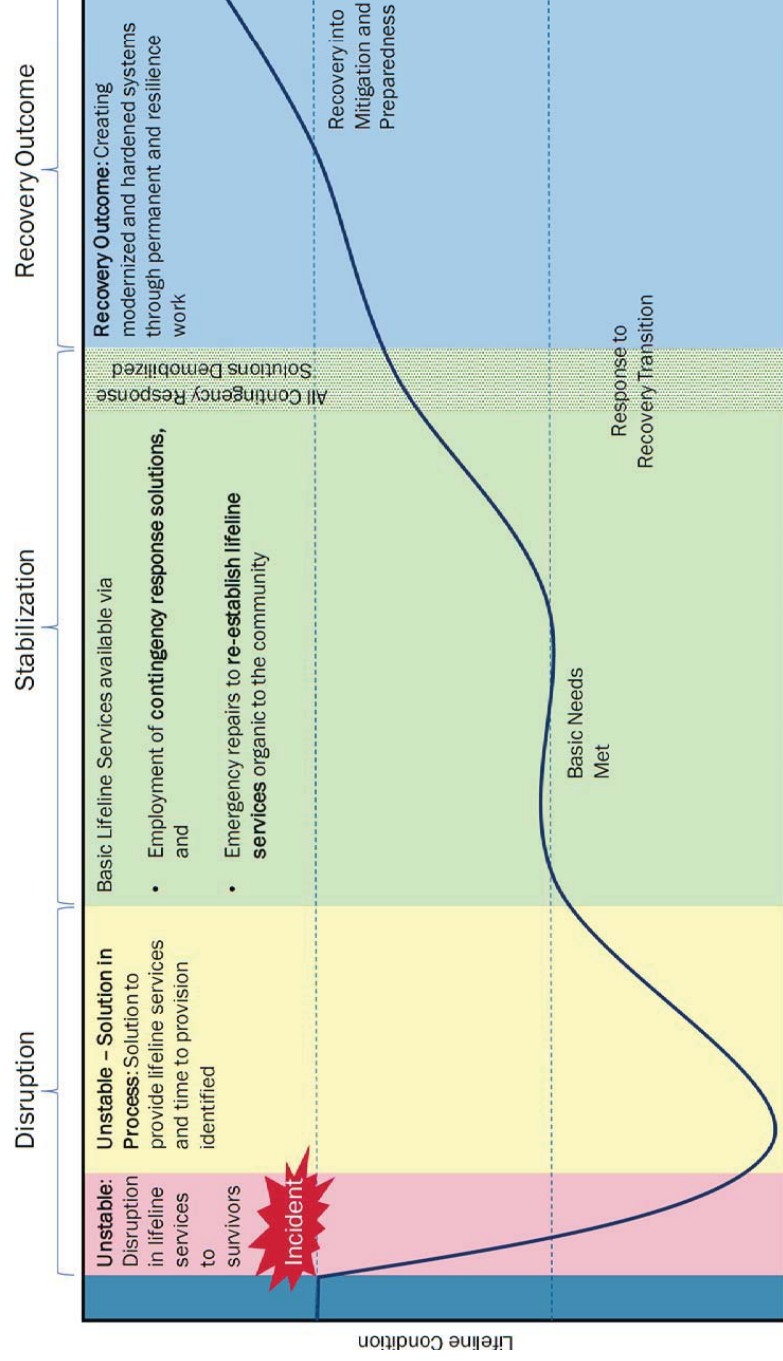 Disruption
Stabilization
Recovery Outcome
Unstable:
Disruption
in lifeline
services
to
survivors
Incident
Unstable – Solution in
Process: Solution to
provide lifeline services
and time to provision
identified
Basic Lifeline Services available via
• Employment of contingency response solutions,
and
• Emergency repairs to re-establish lifeline
services organic to the community
All Contingency Response
Solutions Demobilized
Recovery Outcome: Creating
modernized and hardened systems
through permanent and resilience
work
Recovery into
Mitigation and
Preparedness
Basic Needs
Met
Response to
Recovery Transition
Lifeline Condition